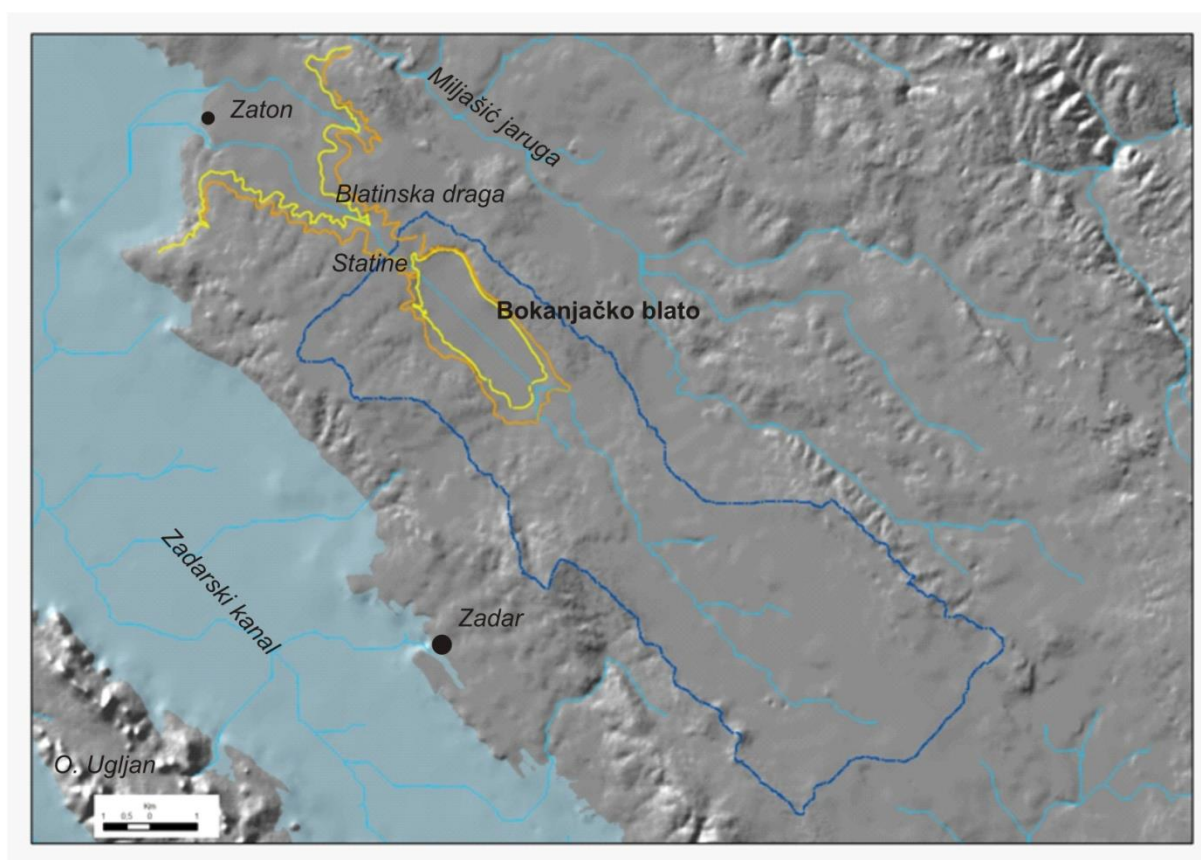 Miljašić jaruga
Zaton
Blatinska draga
Statine
Bokanjačko blato
Zadarski kanal
Zadar
O. Ugljan
Km
1 0.5 0 1